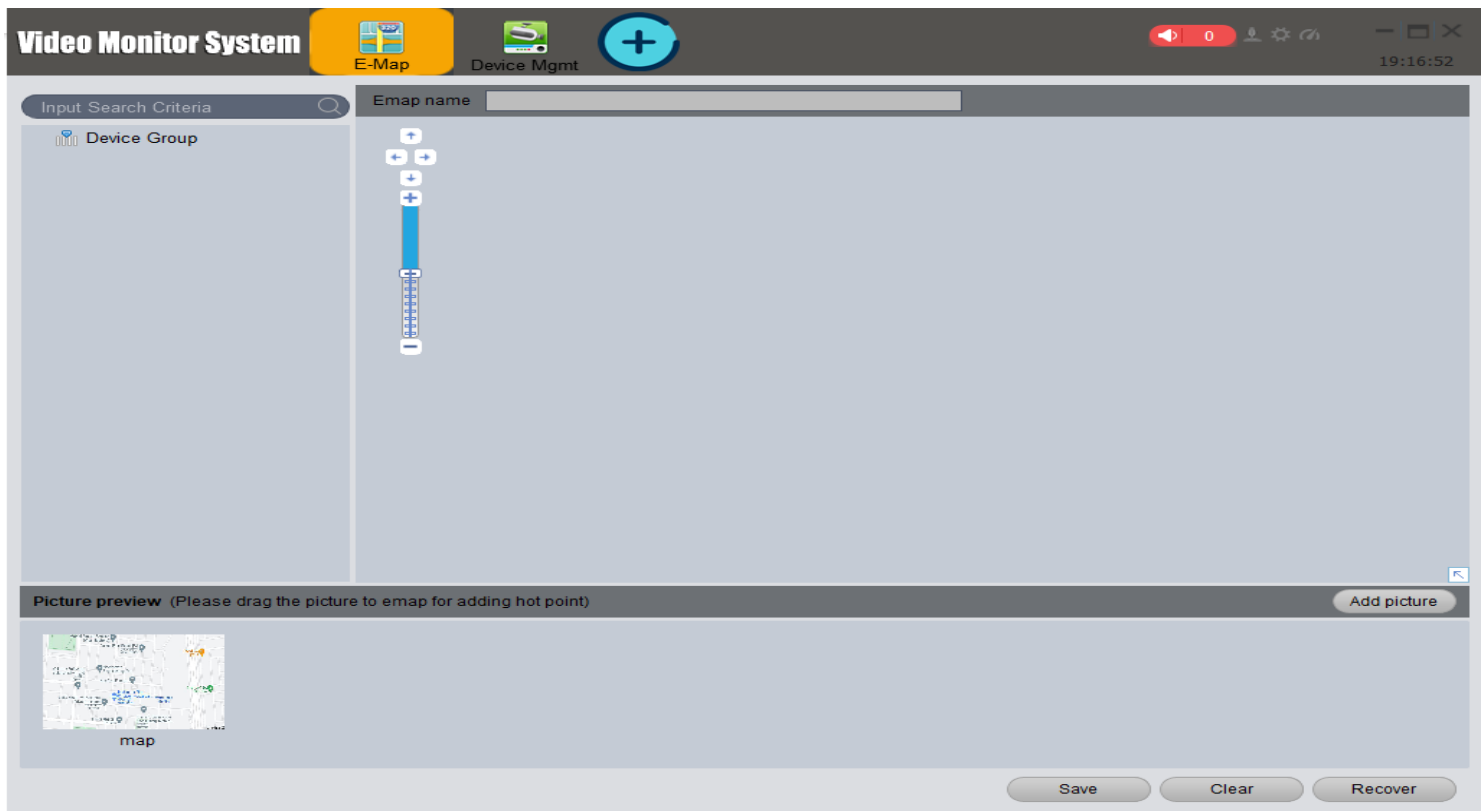 Video Monitor System
E-Map
Device Mgmt
0
19:16:52
Input Search Criteria
Emap name
Device Group
Picture preview (Please drag the picture to emap for adding hot point)
Add picture
map
Save
Clear
Recover